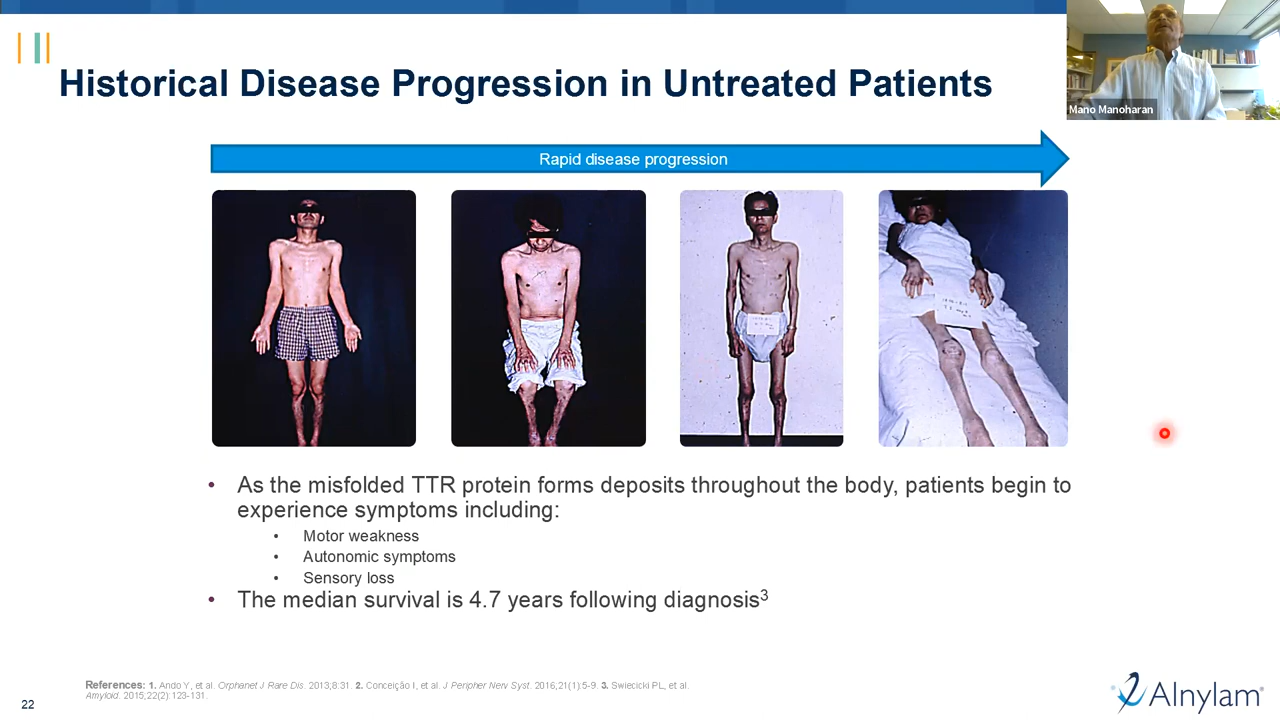 Mano Manoharan
Historical Disease Progression in Untreated Patients
Rapid disease progression
• As the misfolded TTR protein forms deposits throughout the body, patients begin to
experience symptoms including:
• Motor weakness
• Autonomic symptoms
• Sensory loss
• The median survival is 4.7 years following diagnosis3
References: 1. Ando Y, et al. Orphanet J Rare Dis. 2013;8:31. 2. Conceição I, et al. J Peripher Nerv Syst. 2016;21(1):5-9. 3. Swiecicki PL, et al.
Amyloid. 2015;22(2):123-131.
22
Alnylam